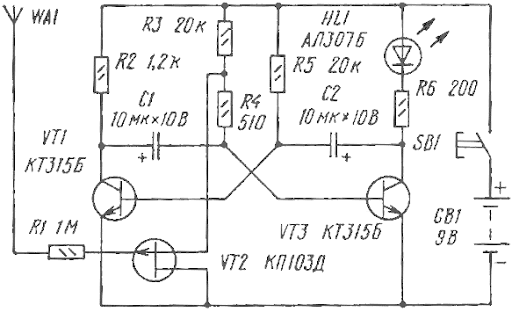 WA1
R3 20к
HL1
АЛ307Б
R2 1,2к
R5 20к
R6 200
C1
10мк×10В
R4
510
C2
10мк×10В
SB1
VT1
КТ315Б
+
+
+
R1 1М
VT2 КП103Д
VT3 КТ315Б
GB1
9В
−